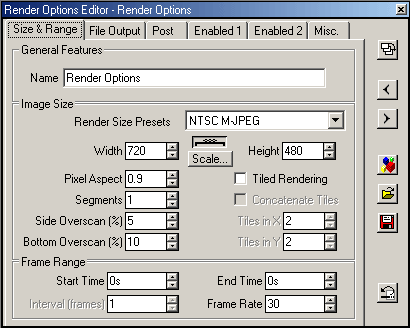 Render Options Editor - Render Options
Size & Range File Output Post Enabled 1 Enabled 2 Misc.
General Features
Name Render Options
Image Size
Render Size Presets NTSC M-JPEG
Width 720 Scale... Height 480
Pixel Aspect 0.9 Tiled Rendering
Segments 1 Concatenate Tiles
Side Overscan (%) 5 Tiles in X 2
Bottom Overscan (%) 10 Tiles in Y 2
Frame Range
Start Time 0s End Time 0s
Interval (frames) 1 Frame Rate 30